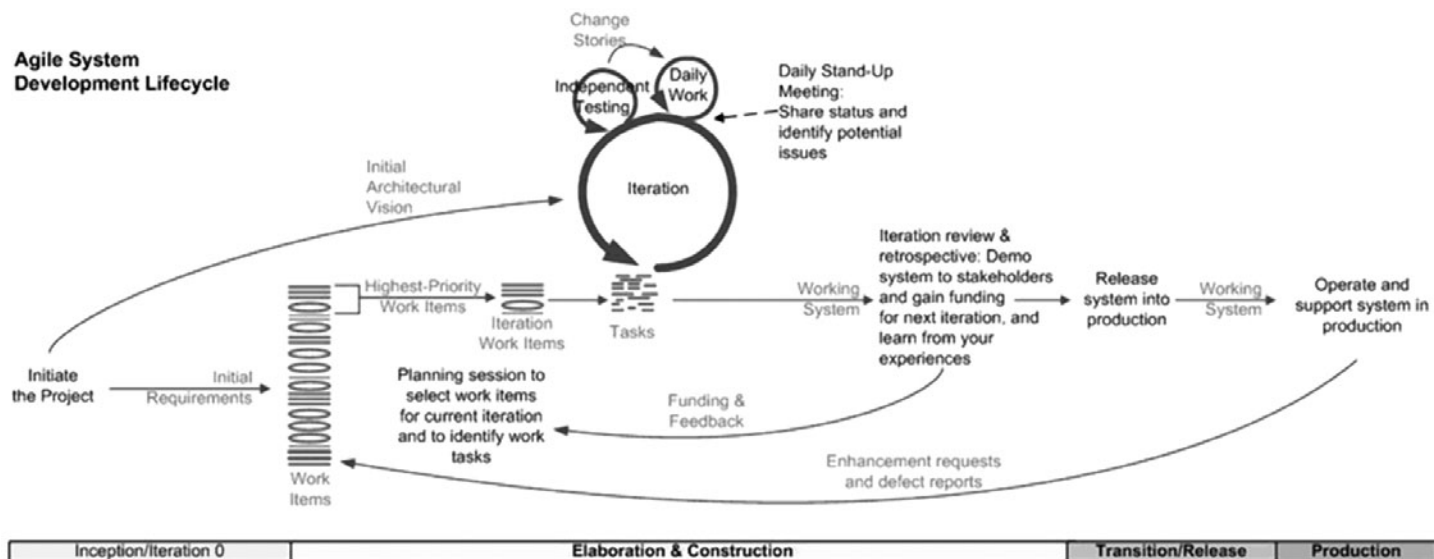 Agile System
Development Lifecycle
Change
Stories
Independent
Testing
Daily
Work
Daily Stand-Up
Meeting:
Share status and
identify potential
issues
Initial
Architectural
Vision
Iteration
Initiate
the Project
Initial
Requirements
Work
Items
Highest-Priority
Work Items
Iteration
Work Items
Tasks
Planning session to
select work items
for current iteration
and to identify work
tasks
Working
System
Iteration review &
retrospective: Demo
system to stakeholders
and gain funding
for next iteration, and
learn from your
experiences
Funding &
Feedback
Release
system into
production
Working
System
Operate and
support system in
production
Enhancement requests
and defect reports
Inception/Iteration 0
Elaboration & Construction
Transition/Release
Production